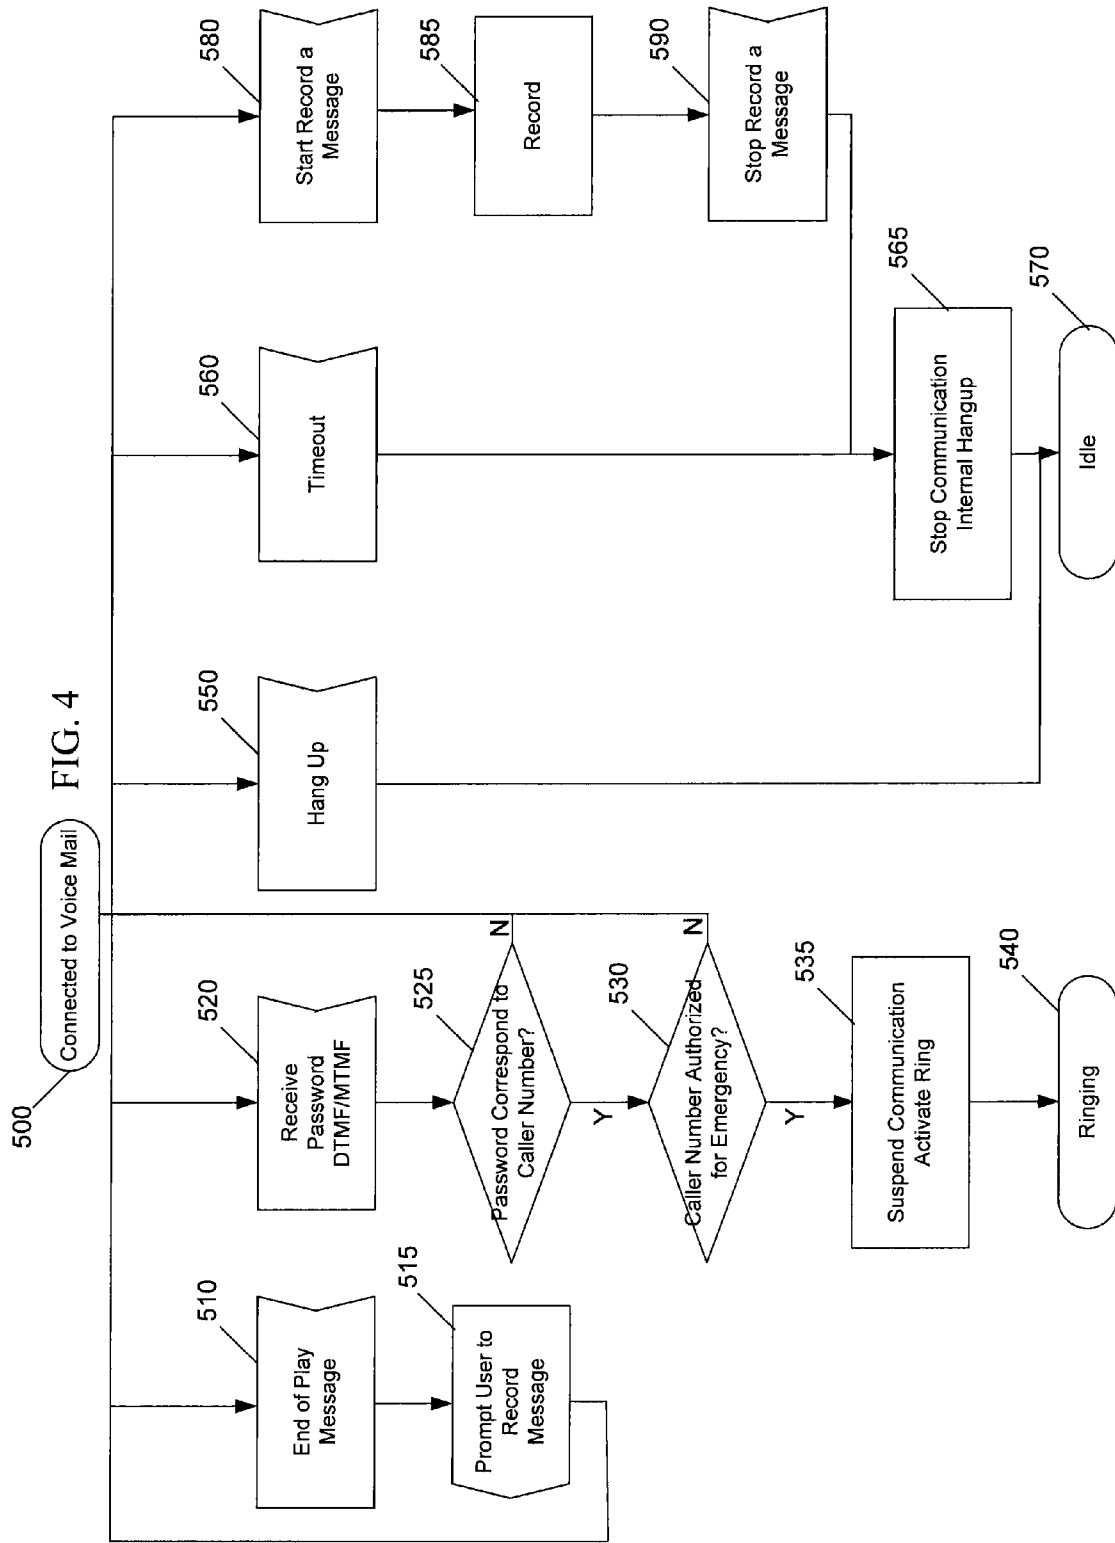 FIG. 4
500
Connected to Voice Mail
510
End of Play
Message
515
Prompt User to
Record
Message
520
Receive
Password
DTMF/MTMF
525
Password Correspond to
Caller Number?
N
Y
530
Caller Number Authorized
for Emergency?
N
Y
535
Suspend Communication
Activate Ring
540
Ringing
550
Hang Up
560
Timeout
565
Stop Communication
Internal Hangup
570
Idle
580
Start Record a
Message
585
Record
590
Stop Record a
Message